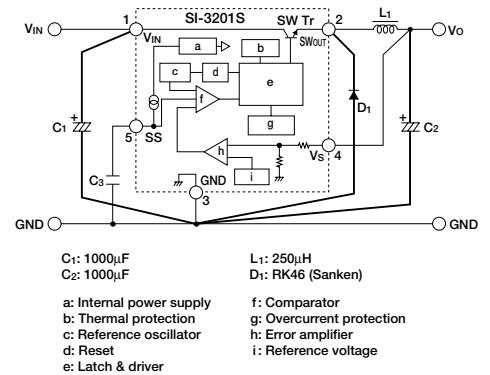 SI-3201S
1
SW Tr
2
L1
VIN
VIN
SWOUT
VO
a
b
c
d
e
f
D1
C1
+
5
SS
g
+
C2
h
VS
4
C3
i
GND
3
GND
GND
C1: 1000μF
L1: 250μH
C2: 1000μF
D1: RK46 (Sanken)
a: Internal power supply
f: Comparator
b: Thermal protection
g: Overcurrent protection
c: Reference oscillator
h: Error amplifier
d: Reset
i: Reference voltage
e: Latch & driver